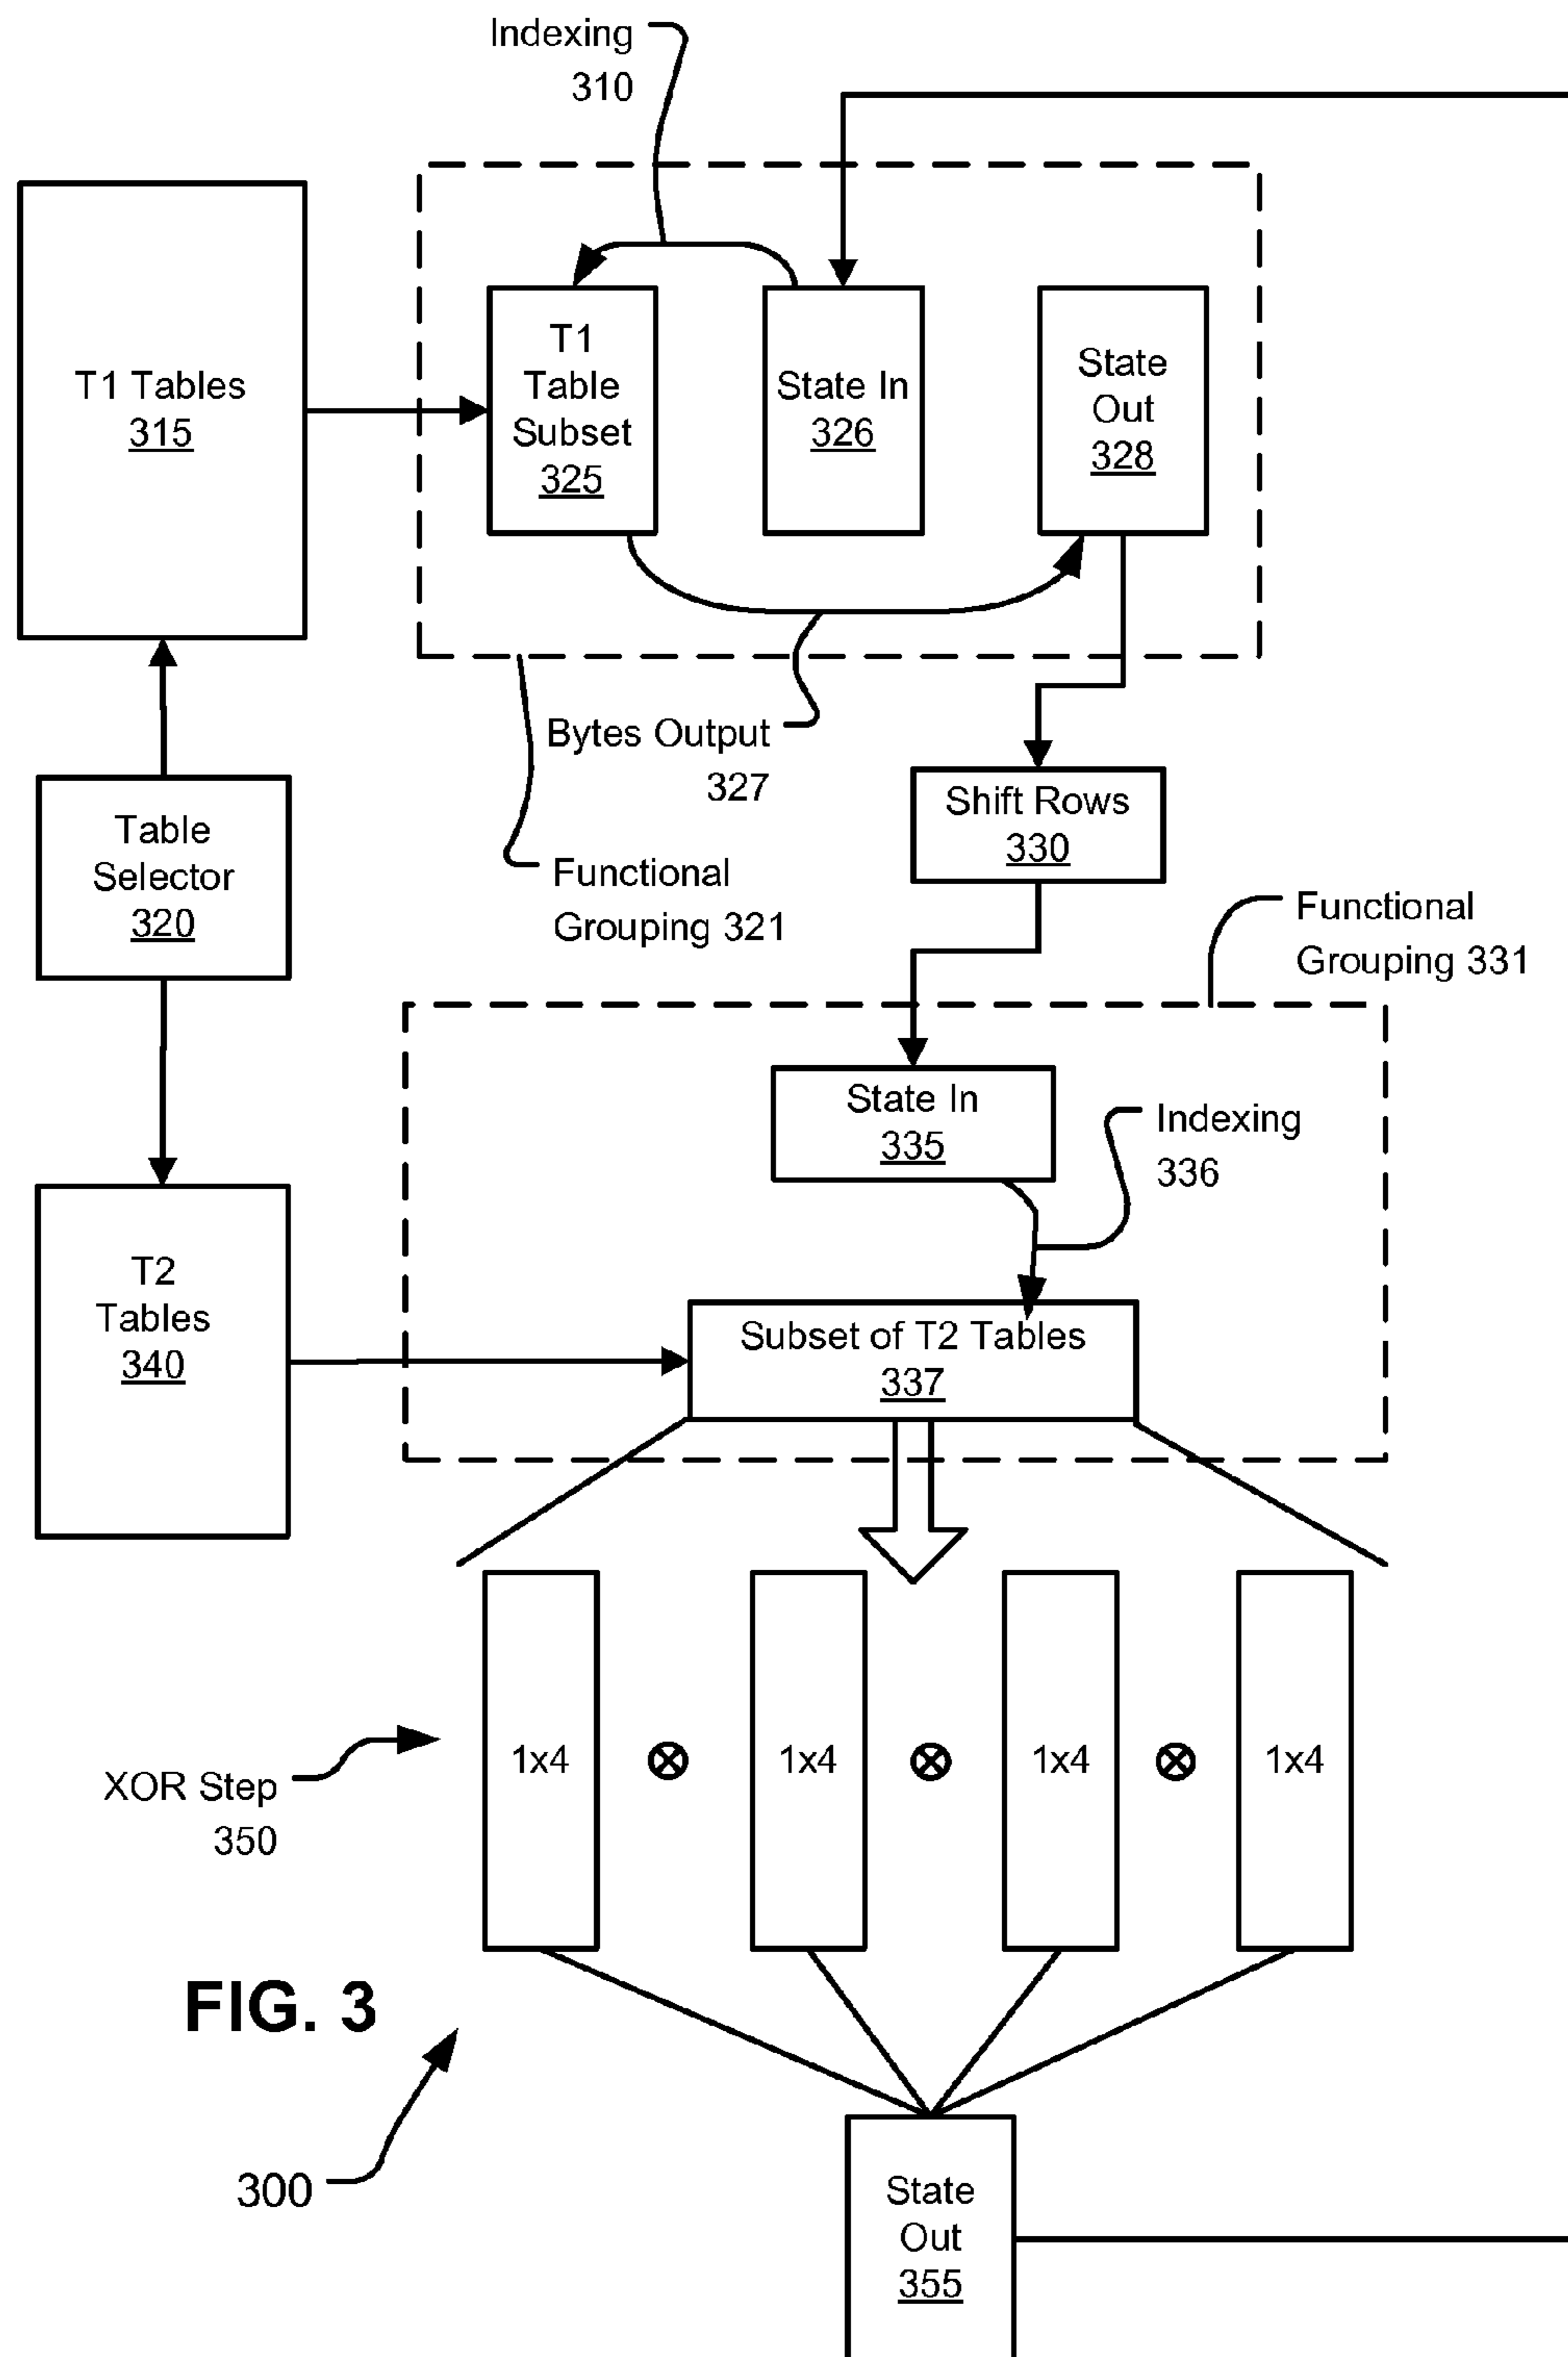 Indexing
310
T1 Tables
315
T1
Table
Subset
325
State In
326
State
Out
328
Bytes Output
327
Table
Selector
320
Functional
Grouping 321
Shift Rows
330
Functional
Grouping 331
State In
335
Indexing
336
T2
Tables
340
Subset of T2 Tables
337
XOR Step
350
1x4
1x4
1x4
1x4
FIG. 3
300
State
Out
355